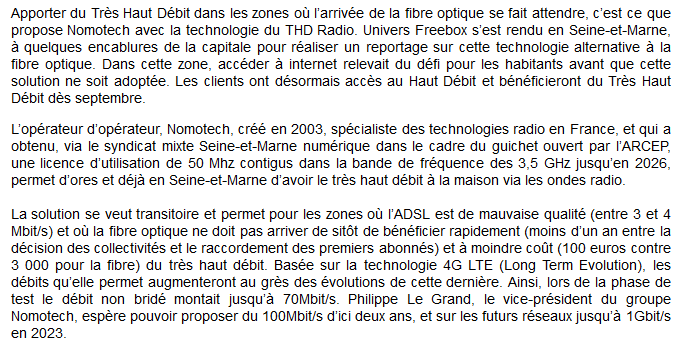 Apporter du Très Haut Débit dans les zones où l’arrivée de la fibre optique se fait attendre, c’est ce que
propose Nomotech avec la technologie du THD Radio. Univers Freebox s’est rendu en Seine-et-Marne,
à quelques encablures de la capitale pour réaliser un reportage sur cette technologie alternative à la
fibre optique. Dans cette zone, accéder à internet relevait du défi pour les habitants avant que cette
solution ne soit adoptée. Les clients ont désormais accès au Haut Débit et bénéficieront du Très Haut
Débit dès septembre.
L’opérateur d’opérateur, Nomotech, créé en 2003, spécialiste des technologies radio en France, et qui a
obtenu, via le syndicat mixte Seine-et-Marne numérique dans le cadre du guichet ouvert par l’ARCEP,
une licence d’utilisation de 50 Mhz contigus dans la bande de fréquence des 3,5 GHz jusqu’en 2026,
permet d’ores et déjà en Seine-et-Marne d’avoir le très haut débit à la maison via les ondes radio.
La solution se veut transitoire et permet pour les zones où l’ADSL est de mauvaise qualité (entre 3 et 4
Mbit/s) et où la fibre optique ne doit pas arriver de sitôt de bénéficier rapidement (moins d’un an entre la
décision des collectivités et le raccordement des premiers abonnés) et à moindre coût (100 euros contre
3 000 pour la fibre) du très haut débit. Basée sur la technologie 4G LTE (Long Term Evolution), les
débits qu’elle permet augmenteront au grès des évolutions de cette dernière. Ainsi, lors de la phase de
test le débit non bridé montait jusqu’à 70Mbit/s. Philippe Le Grand, le vice-président du groupe
Nomotech, espère pouvoir proposer du 100Mbit/s d’ici deux ans, et sur les futurs réseaux jusqu’à 1Gbit/s
en 2023.